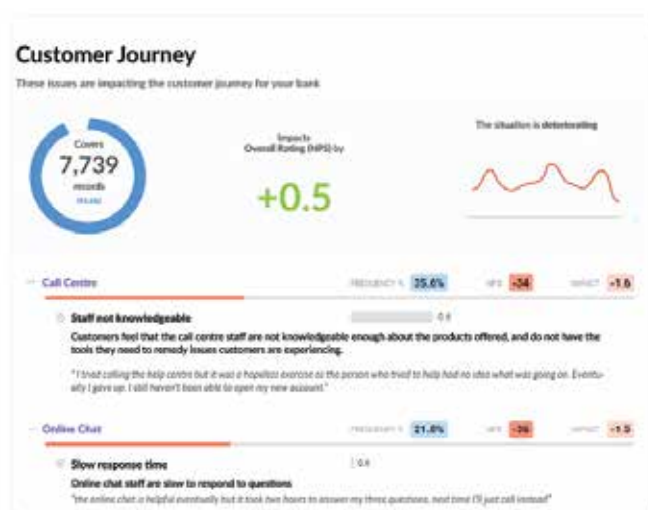 Customer Journey
These issues are impacting the customer journey for your bank
Covers
7,739
records
Impacts
Overall Rating (NPS) by
+0.5
The situation is deteriorating
Call Centre
FREQUENCY % 25.6%
NPS -34
IMPACT -1.6
Staff not knowledgeable
Customers feel that the call centre staff are not knowledgeable enough about the products offered, and do not have the
tools they need to remedy issues customers are experiencing.
"I tried calling the help centre but it was a hopeless exercise as the person who tried to help had no idea what was going on. Eventu-
ally I gave up. I still haven't been able to open my new account."
Online Chat
FREQUENCY % 21.8%
NPS -36
IMPACT
Slow response time
Online chat staff are slow to respond to questions
"the online chat is helpful eventually but it took two hours to answer my three questions, next time I'll just call instead"